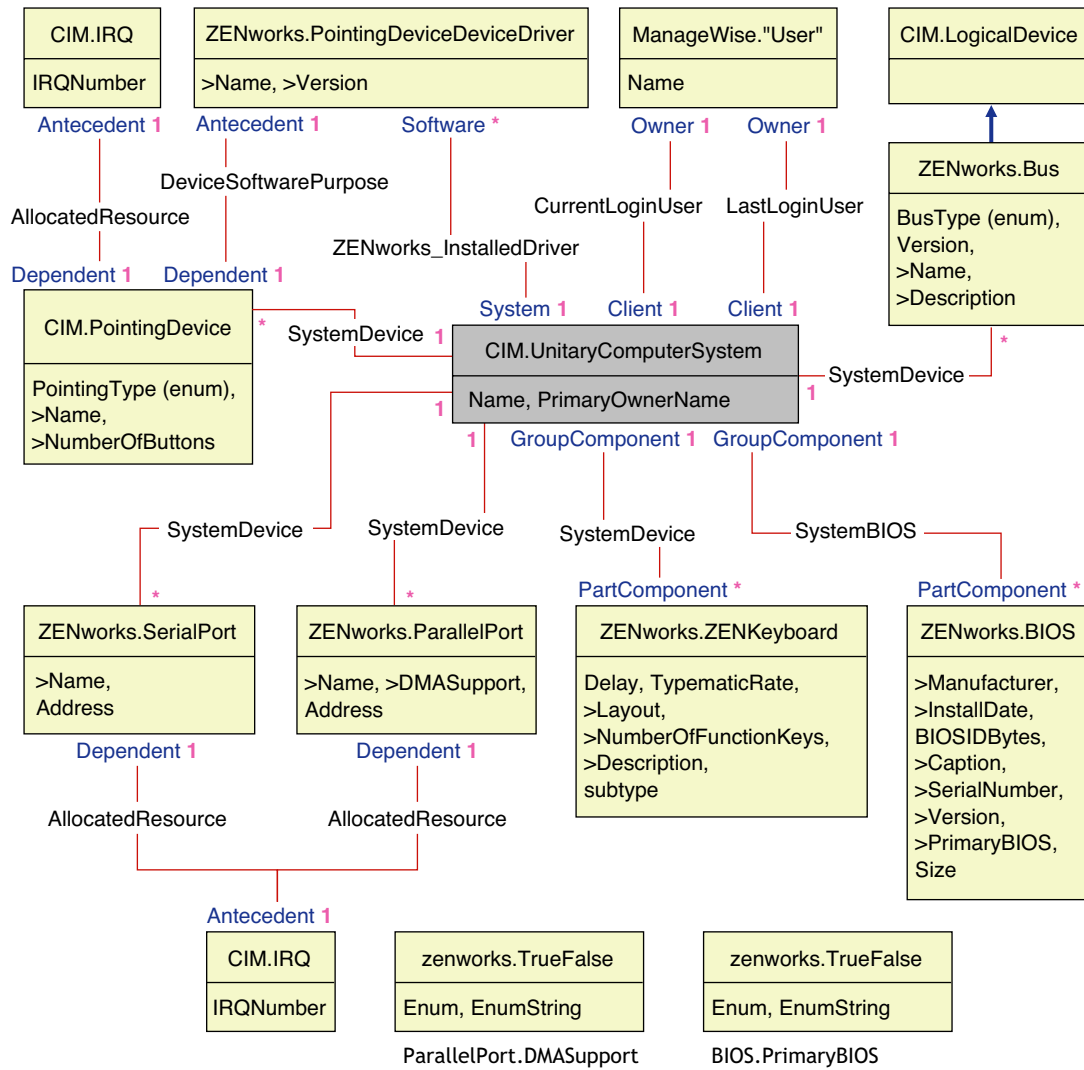 CIM.IRQ
IRQNumber
ZENworks.PointingDeviceDeviceDriver
>Name, >Version
ManageWise."User"
Name
CIM.LogicalDevice
Antecedent 1
Antecedent 1
Software *
Owner 1
Owner 1
DeviceSoftwarePurpose
AllocatedResource
CurrentLoginUser
LastLoginUser
ZENworks_InstalledDriver
ZENworks.Bus
BusType (enum),
Version,
>Name,
>Description
Dependent 1
Dependent 1
System 1
Client 1
Client 1
CIM.PointingDevice
PointingType (enum),
>Name,
>NumberOfButtons
*
SystemDevice
1
CIM.UnitaryComputerSystem
Name, PrimaryOwnerName
*
SystemDevice
1
1
1
GroupComponent 1
GroupComponent 1
SystemDevice
SystemDevice
SystemDevice
SystemBIOS
*
*
PartComponent *
PartComponent *
ZENworks.SerialPort
>Name,
Address
ZENworks.ParallelPort
>Name, >DMASupport,
Address
ZENworks.ZENKeyboard
Delay, TypematicRate,
>Layout,
>NumberOfFunctionKeys,
>Description,
subtype
ZENworks.BIOS
>Manufacturer,
>InstallDate,
BIOSIDBytes,
>Caption,
>SerialNumber,
>Version,
>PrimaryBIOS,
Size
Dependent 1
Dependent 1
AllocatedResource
AllocatedResource
Antecedent 1
CIM.IRQ
IRQNumber
zenworks.TrueFalse
Enum, EnumString
ParallelPort.DMASupport
zenworks.TrueFalse
Enum, EnumString
BIOS.PrimaryBIOS